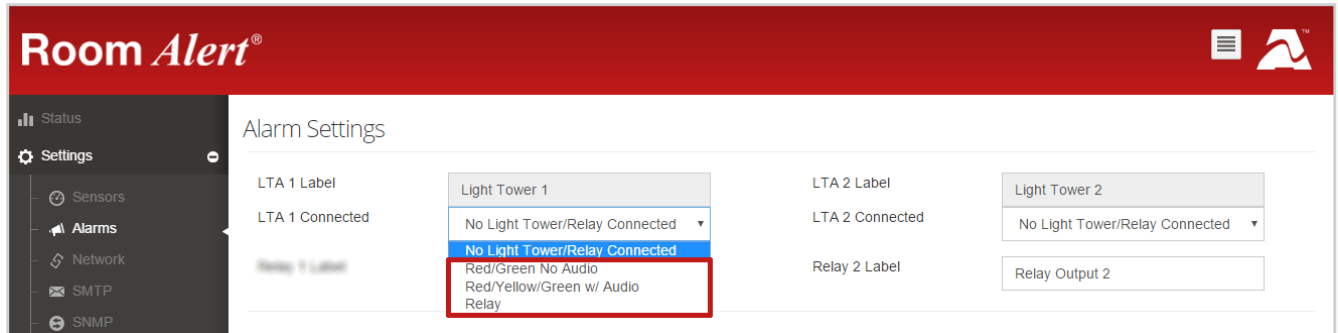 Room Alert®
Status
Settings
Sensors
Alarms
Network
SMTP
SNMP
Alarm Settings
LTA 1 Label
Light Tower 1
LTA 2 Label
Light Tower 2
LTA 1 Connected
No Light Tower/Relay Connected
LTA 2 Connected
No Light Tower/Relay Connected
No Light Tower/Relay Connected
Red/Green No Audio
Red/Yellow/Green w/ Audio
Relay
Relay 2 Label
Relay Output 2